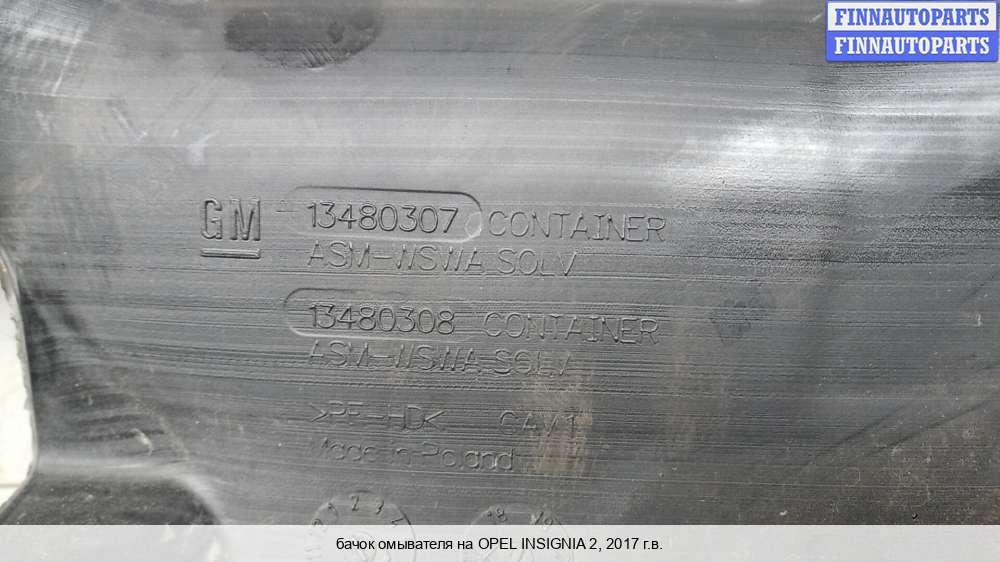 FINNAUTOPARTS
FINNAUTOPARTS
GM 13480307 CONTAINER
ASM-WSWA SOLV
13480308 CONTAINER
ASM-WSWA SOLV
>PE-HD< CAV1
Made in Poland
бачок омывателя на OPEL INSIGNIA 2, 2017 г.в.